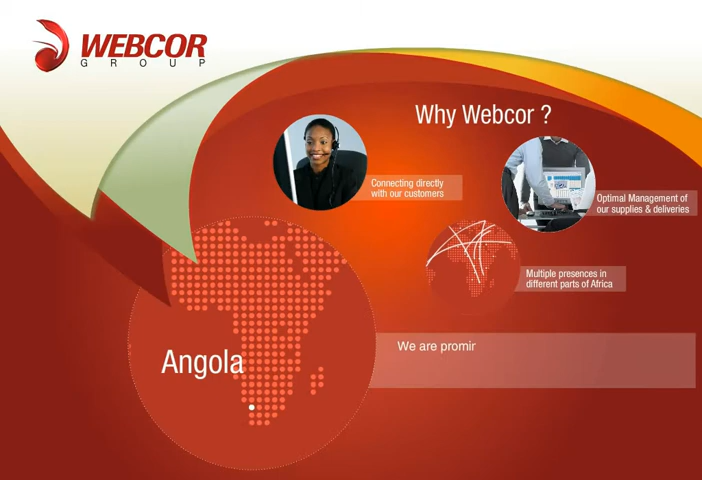 WEBCOR
GROUP
Why Webcor ?
Connecting directly
with our customers
Optimal Management of
our supplies & deliveries
Multiple presences in
different parts of Africa
We are promir
Angola